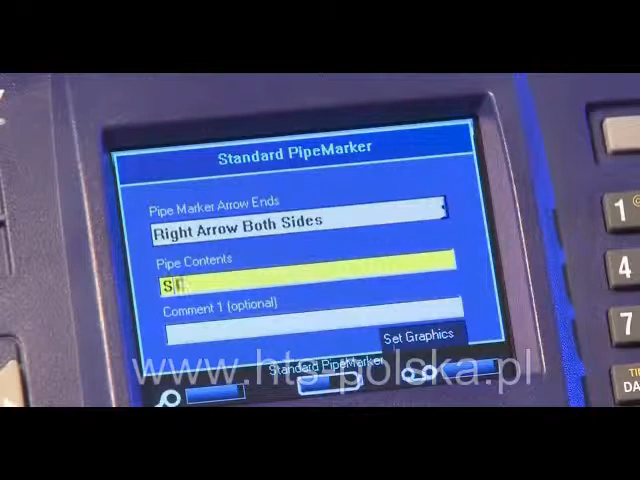 Standard PipeMarker
Pipe Marker Arrow Ends
Right Arrow Both Sides
Pipe Contents
S
Comment 1 (optional)
Set Graphics
Standard PipeMarker
www.hts-polska.pl
1
4
7